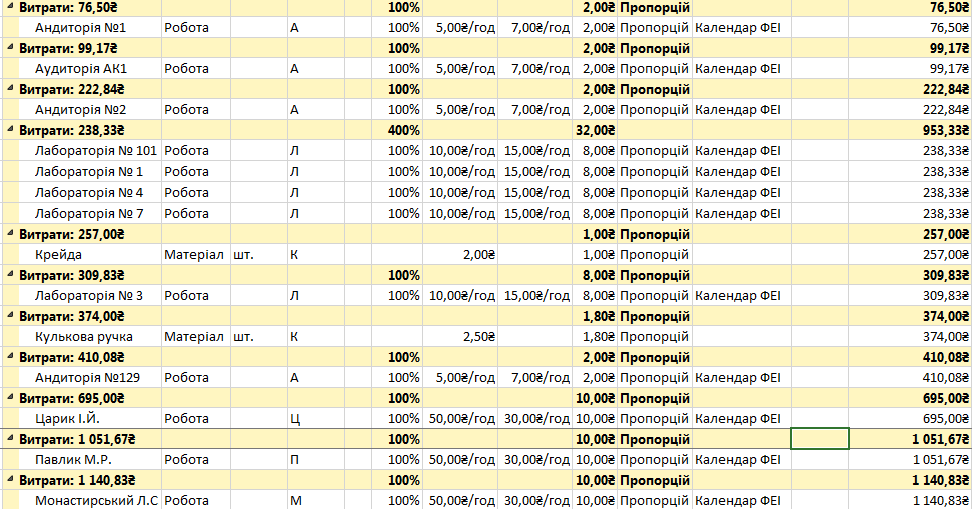 Витрати: 76,50₴ 100% 2,00₴ Пропорцій 76,50₴
Андиторія №1 Робота А 100% 5,00₴/год 7,00₴/год 2,00₴ Пропорцій Календар ФЕІ 76,50₴
Витрати: 99,17₴ 100% 2,00₴ Пропорцій 99,17₴
Аудиторія АК1 Робота А 100% 5,00₴/год 7,00₴/год 2,00₴ Пропорцій Календар ФЕІ 99,17₴
Витрати: 222,84₴ 100% 2,00₴ Пропорцій 222,84₴
Андиторія №2 Робота А 100% 5,00₴/год 7,00₴/год 2,00₴ Пропорцій Календар ФЕІ 222,84₴
Витрати: 238,33₴ 400% 32,00₴ 953,33₴
Лабораторія № 101 Робота Л 100% 10,00₴/год 15,00₴/год 8,00₴ Пропорцій Календар ФЕІ 238,33₴
Лабораторія № 1 Робота Л 100% 10,00₴/год 15,00₴/год 8,00₴ Пропорцій Календар ФЕІ 238,33₴
Лабораторія № 4 Робота Л 100% 10,00₴/год 15,00₴/год 8,00₴ Пропорцій Календар ФЕІ 238,33₴
Лабораторія № 7 Робота Л 100% 10,00₴/год 15,00₴/год 8,00₴ Пропорцій Календар ФЕІ 238,33₴
Витрати: 257,00₴ 1,00₴ Пропорцій 257,00₴
Крейда Матеріал шт. К 2,00₴ 1,00₴ Пропорцій 257,00₴
Витрати: 309,83₴ 100% 8,00₴ Пропорцій 309,83₴
Лабораторія № 3 Робота Л 100% 10,00₴/год 15,00₴/год 8,00₴ Пропорцій Календар ФЕІ 309,83₴
Витрати: 374,00₴ 1,80₴ Пропорцій 374,00₴
Кулькова ручка Матеріал шт. К 2,50₴ 1,80₴ Пропорцій 374,00₴
Витрати: 410,08₴ 100% 2,00₴ Пропорцій 410,08₴
Андиторія №129 Робота А 100% 5,00₴/год 7,00₴/год 2,00₴ Пропорцій Календар ФЕІ 410,08₴
Витрати: 695,00₴ 100% 10,00₴ Пропорцій 695,00₴
Царик І.Й. Робота Ц 100% 50,00₴/год 30,00₴/год 10,00₴ Пропорцій Календар ФЕІ 695,00₴
Витрати: 1 051,67₴ 100% 10,00₴ Пропорцій 1 051,67₴
Павлик М.Р. Робота П 100% 50,00₴/год 30,00₴/год 10,00₴ Пропорцій Календар ФЕІ 1 051,67₴
Витрати: 1 140,83₴ 100% 10,00₴ Пропорцій 1 140,83₴
Монастирський Л.С Робота М 100% 50,00₴/год 30,00₴/год 10,00₴ Пропорцій Календар ФЕІ 1 140,83₴